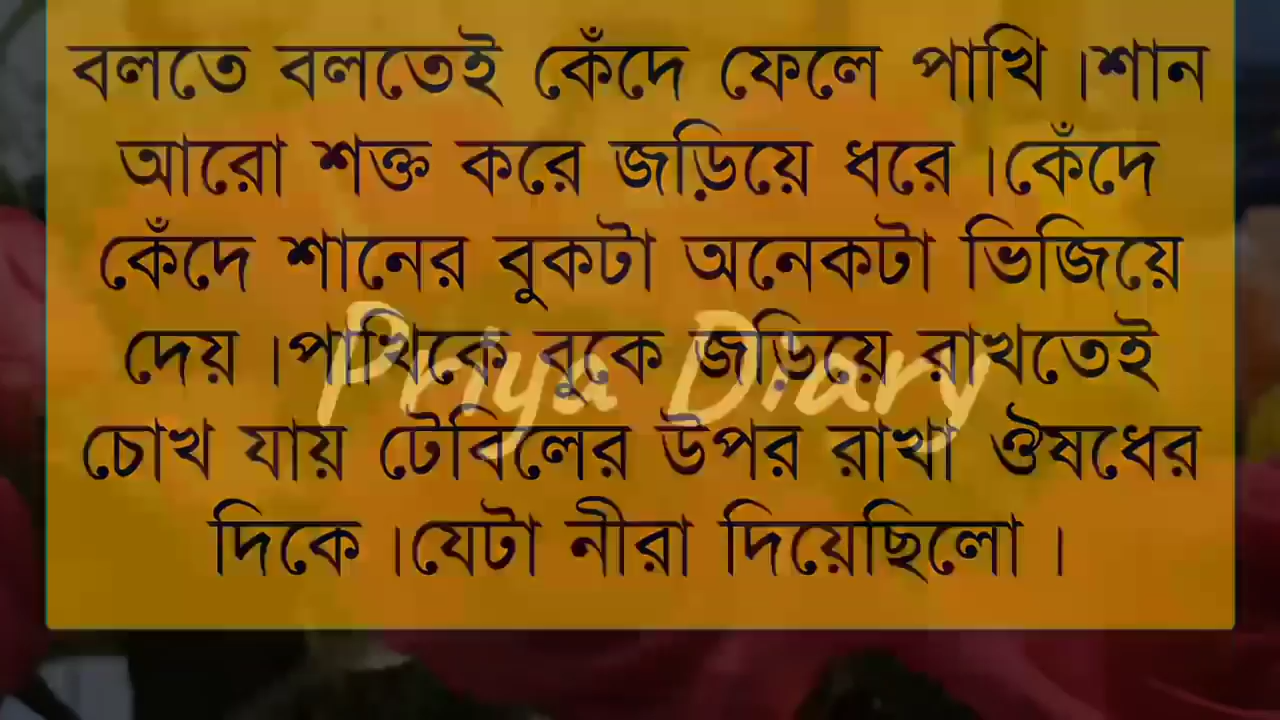 বলতে বলতেই কেঁদে ফেলে পাখি ।শান
আরো শক্ত করে জড়িয়ে ধরে ।কেঁদে
কেঁদে শানের বুকটা অনেকটা ভিজিয়ে
দেয় ।পাখিকে বুকে জড়িয়ে রাখতেই
Priya Diary
চোখ যায় টেবিলের উপর রাখা ঔষধের
দিকে ।যেটা নীরা দিয়েছিলো ।